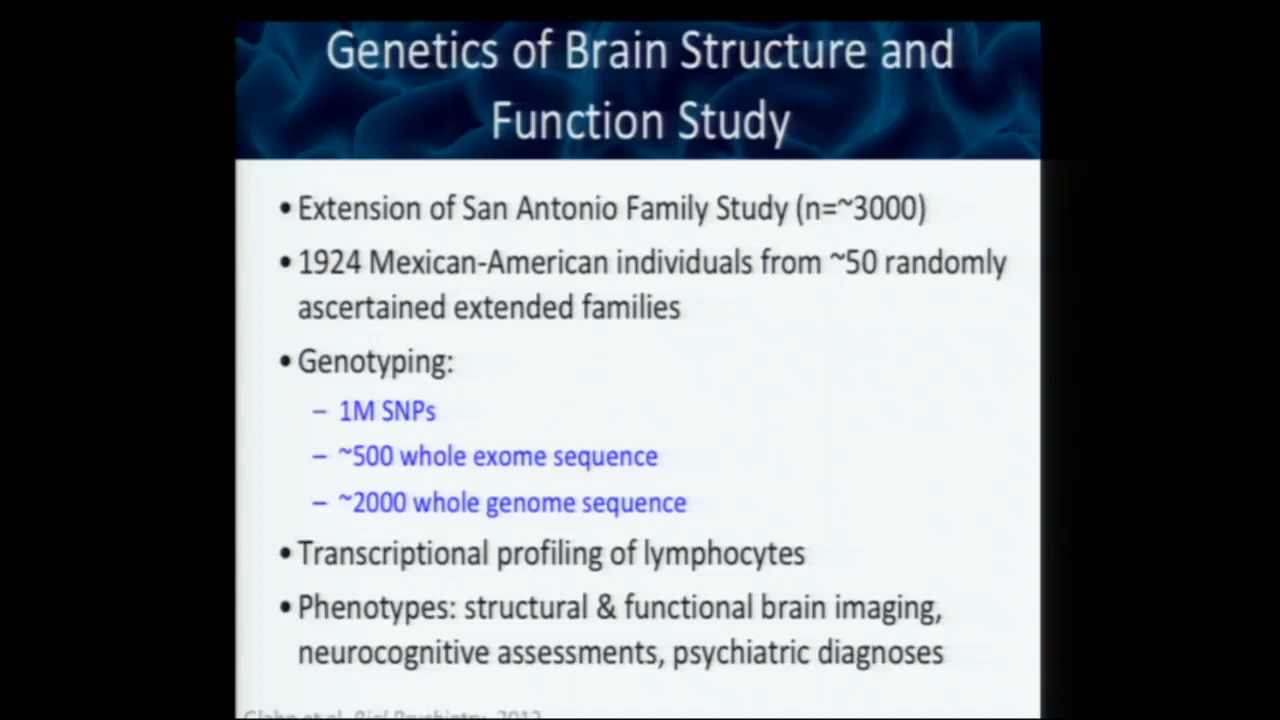 Genetics of Brain Structure and
Function Study
• Extension of San Antonio Family Study (n=~3000)
• 1924 Mexican-American individuals from ~50 randomly
ascertained extended families
• Genotyping:
– 1M SNPs
– ~500 whole exome sequence
– ~2000 whole genome sequence
• Transcriptional profiling of lymphocytes
• Phenotypes: structural & functional brain imaging,
neurocognitive assessments, psychiatric diagnoses